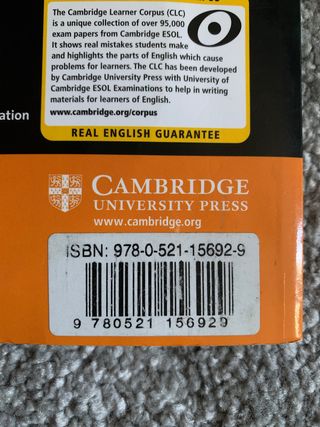 The Cambridge Learner Corpus (CLC)
is a unique collection of over 95,000
exam papers from Cambridge ESOL.
It shows real mistakes students make
and highlights the parts of English which cause
problems for learners. The CLC has been developed
by Cambridge University Press with University of
Cambridge ESOL Examinations to help in writing
materials for learners of English.
www.cambridge.org/corpus
ation
REAL ENGLISH GUARANTEE
CAMBRIDGE
UNIVERSITY PRESS
www.cambridge.org
ISBN: 978-0-521-15692-9
9 780521 156929